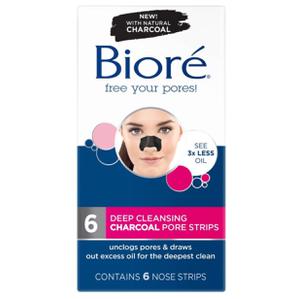 NEW!
WITH NATURAL
CHARCOAL
Bioré®
free your pores!
SEE
3x LESS
OIL
6
DEEP CLEANSING
CHARCOAL PORE STRIPS
unclogs pores & draws
out excess oil for the deepest clean
CONTAINS 6 NOSE STRIPS